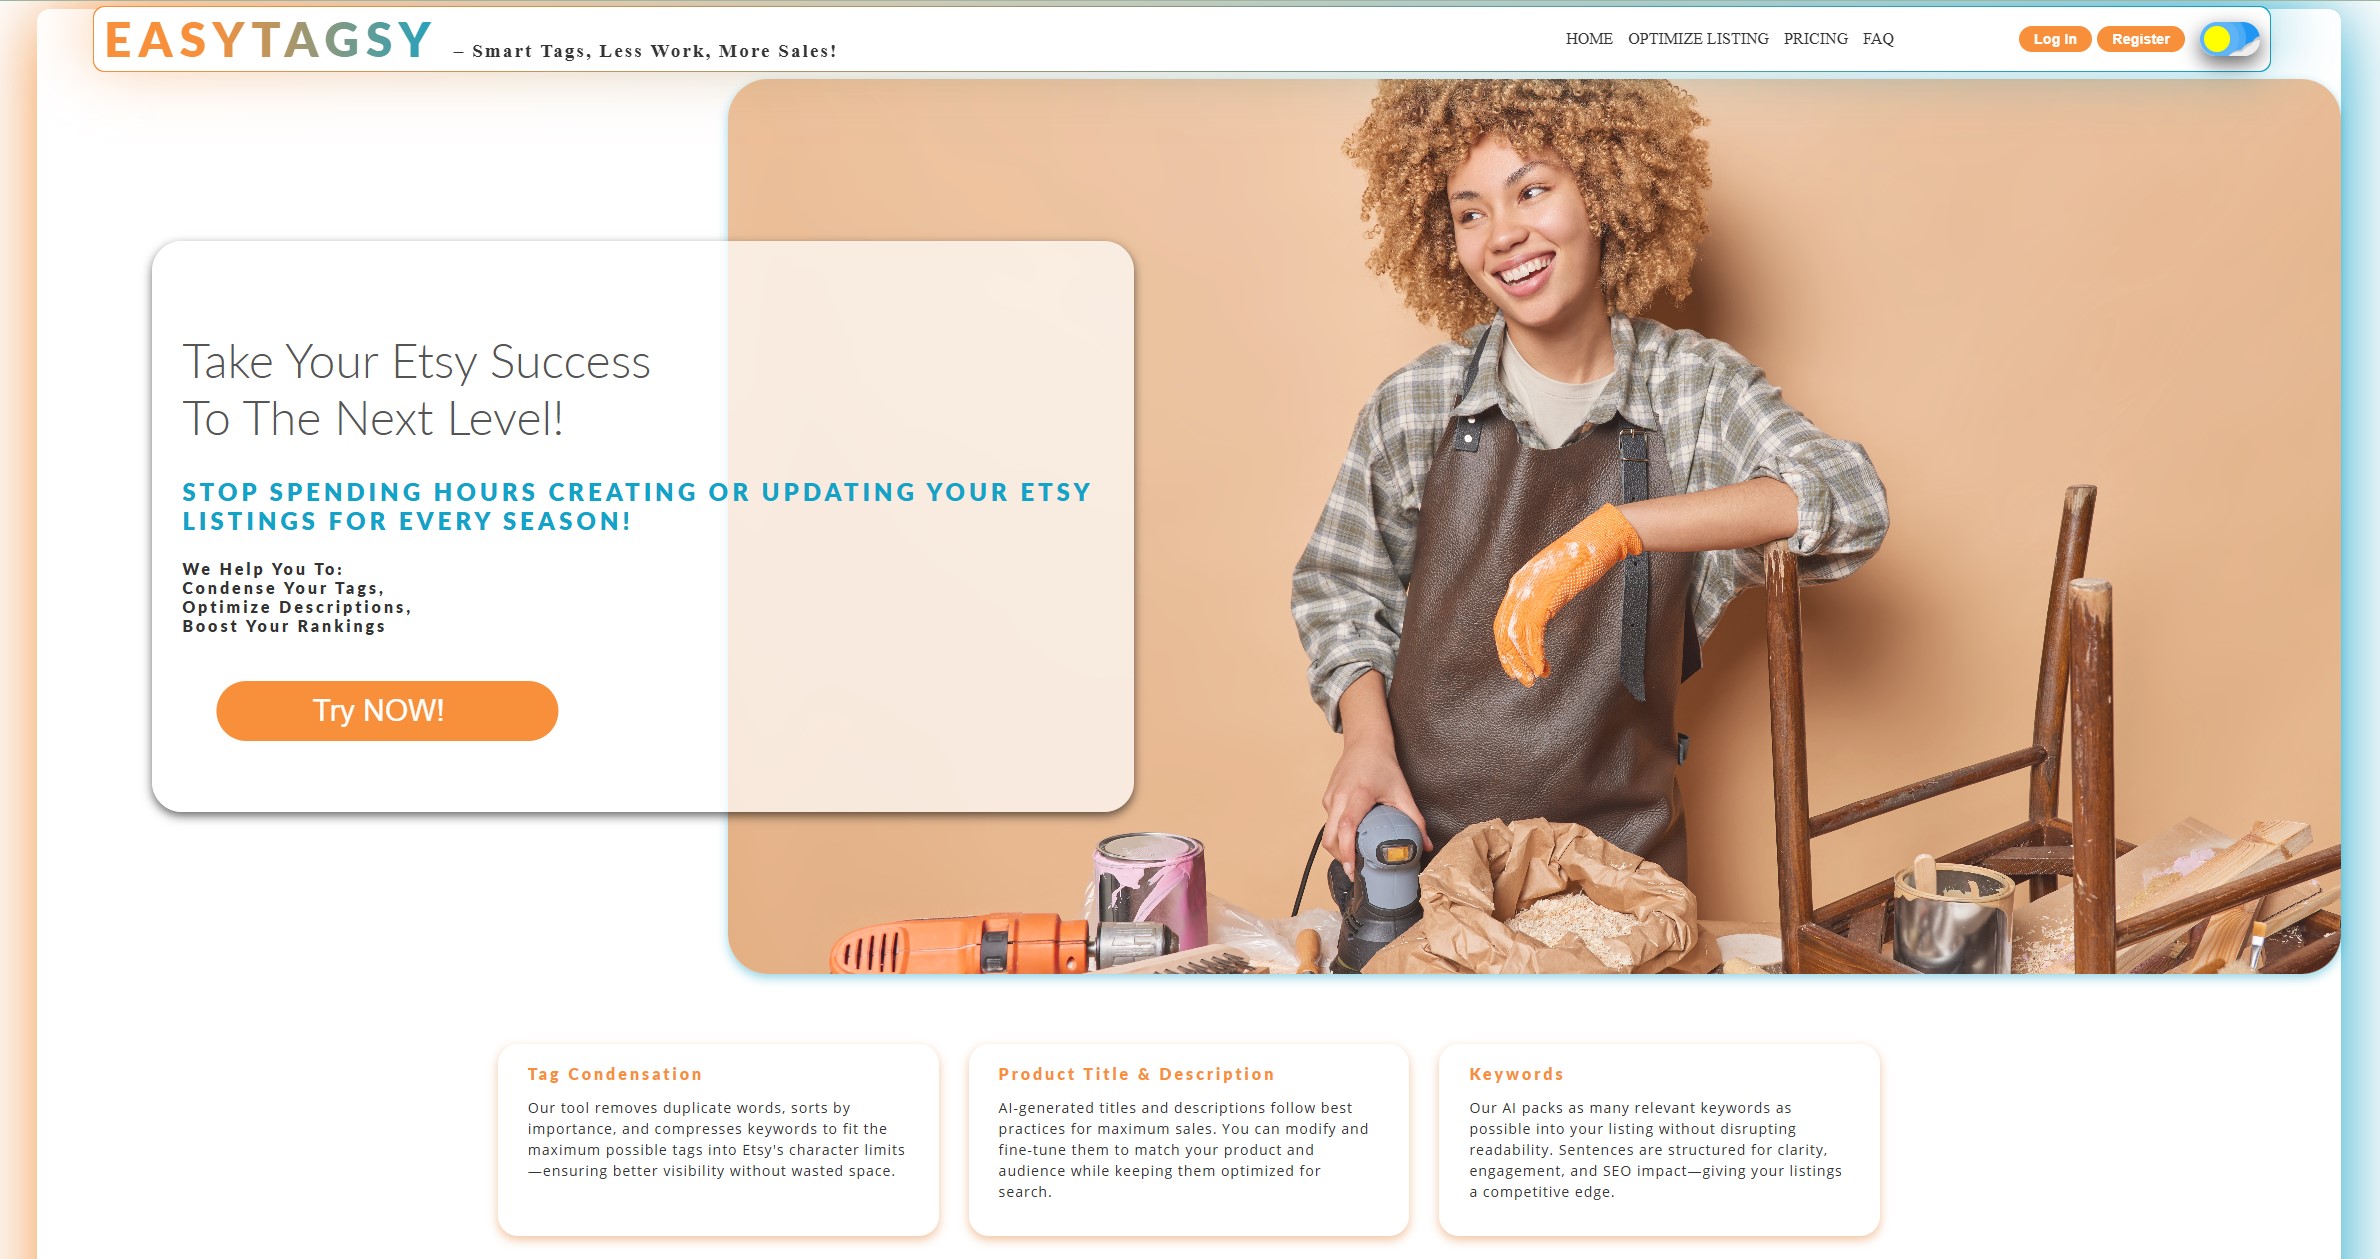 EASYTAGSY – Smart Tags, Less Work, More Sales! HOME OPTIMIZE LISTING PRICING FAQ Log In Register
Take Your Etsy Success
To The Next Level!
STOP SPENDING HOURS CREATING OR UPDATING YOUR ETSY
LISTINGS FOR EVERY SEASON!
We Help You To:
Condense Your Tags,
Optimize Descriptions,
Boost Your Rankings
Try NOW!
Tag Condensation
Our tool removes duplicate words, sorts by
importance, and compresses keywords to fit the
maximum possible tags into Etsy's character limits
—ensuring better visibility without wasted space.
Product Title & Description
AI-generated titles and descriptions follow best
practices for maximum sales. You can modify and
fine-tune them to match your product and
audience while keeping them optimized for
search.
Keywords
Our AI packs as many relevant keywords as
possible into your listing without disrupting
readability. Sentences are structured for clarity,
engagement, and SEO impact—giving your listings
a competitive edge.